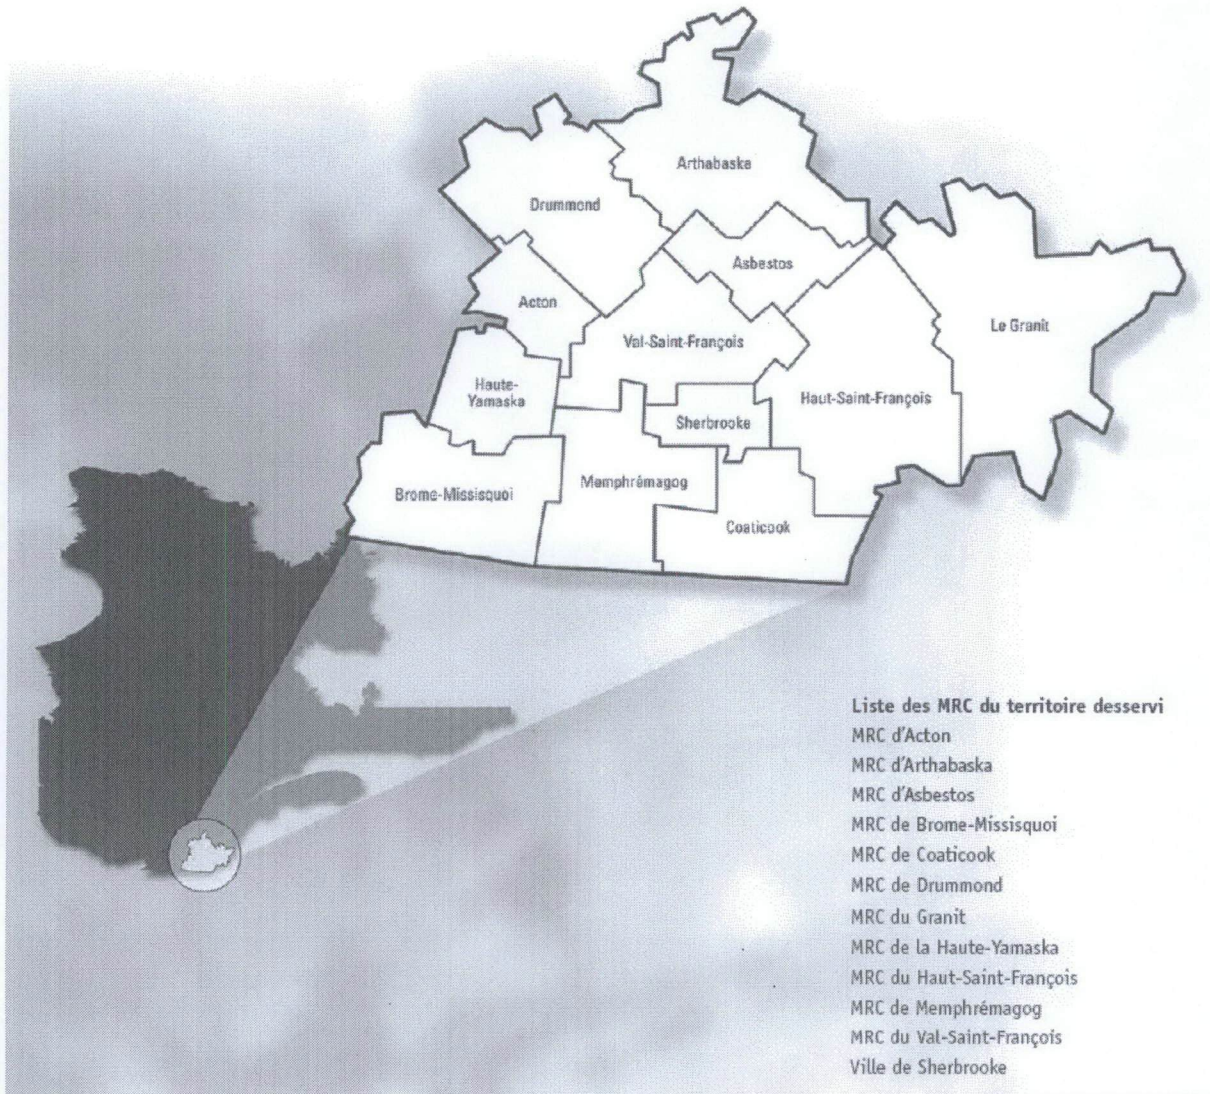 Arthabaska
Drummond
Asbestos
Acton
Le Granit
Val-Saint-François
Haute-
Yamaska
Haut-Saint-François
Sherbrooke
Memphrémagog
Brome-Missisquoi
Coaticook
Liste des MRC du territoire desservi
MRC d'Acton
MRC d'Arthabaska
MRC d'Asbestos
MRC de Brome-Missisquoi
MRC de Coaticook
MRC de Drummond
MRC du Granit
MRC de la Haute-Yamaska
MRC du Haut-Saint-François
MRC de Memphrémagog
MRC du Val-Saint-François
Ville de Sherbrooke